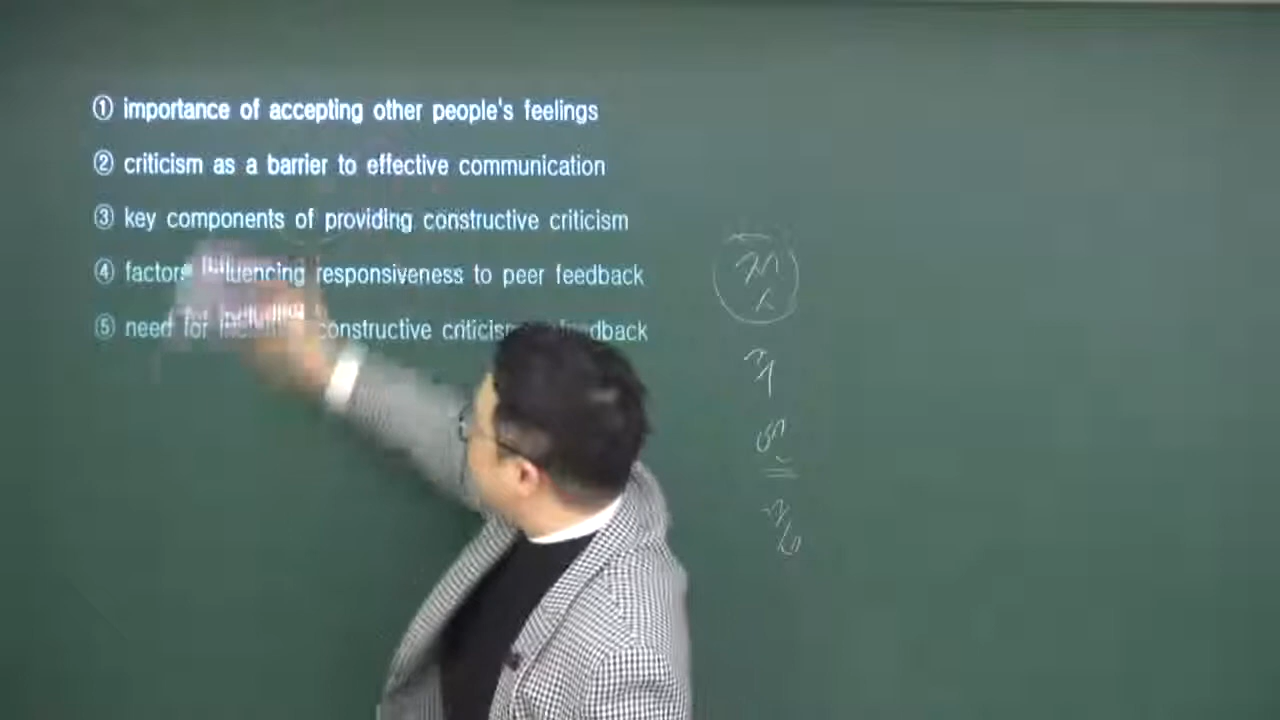 ① importance of accepting other people's feelings
② criticism as a barrier to effective communication
③ key components of providing constructive criticism
④ factors influencing responsiveness to peer feedback
⑤ need for including constructive criticism feedback